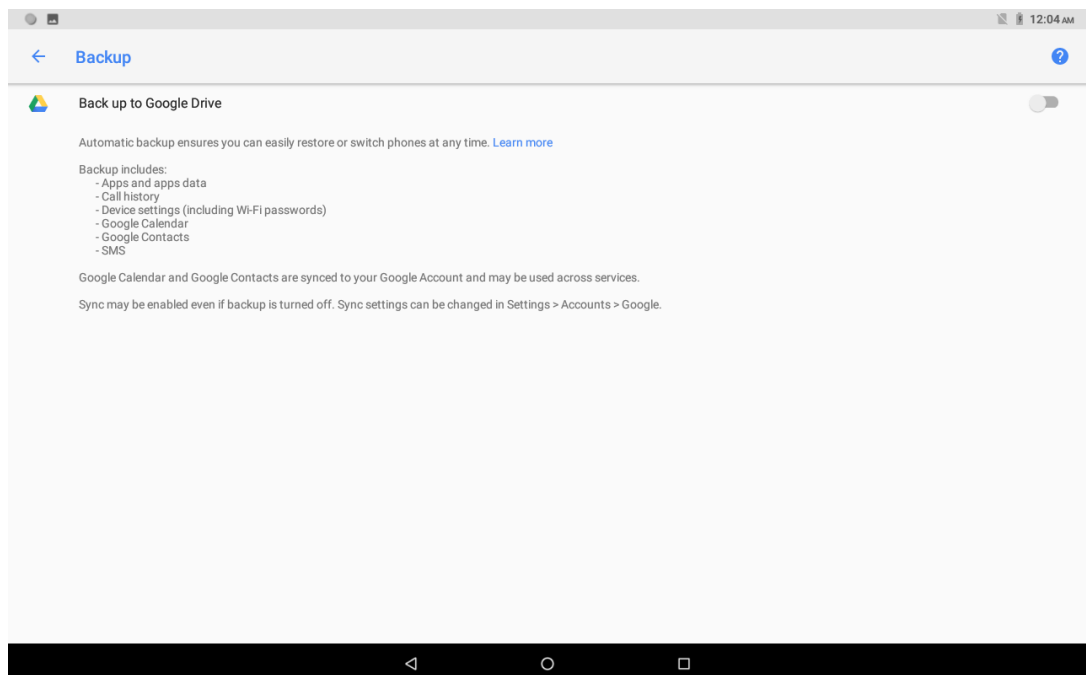 12:04 AM
Backup
Back up to Google Drive
Automatic backup ensures you can easily restore or switch phones at any time. Learn more
Backup includes:
- Apps and apps data
- Call history
- Device settings (including Wi-Fi passwords)
- Google Calendar
- Google Contacts
- SMS
Google Calendar and Google Contacts are synced to your Google Account and may be used across services.
Sync may be enabled even if backup is turned off. Sync settings can be changed in Settings > Accounts > Google.